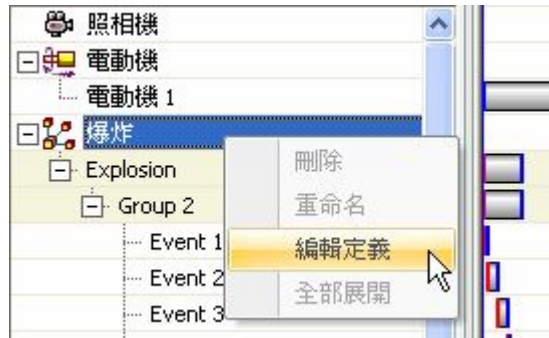 照相機
電動機
電動機 1
爆炸
Explosion
Group 2
Event 1
Event 2
Event 3
刪除
重命名
編輯定義
全部展開